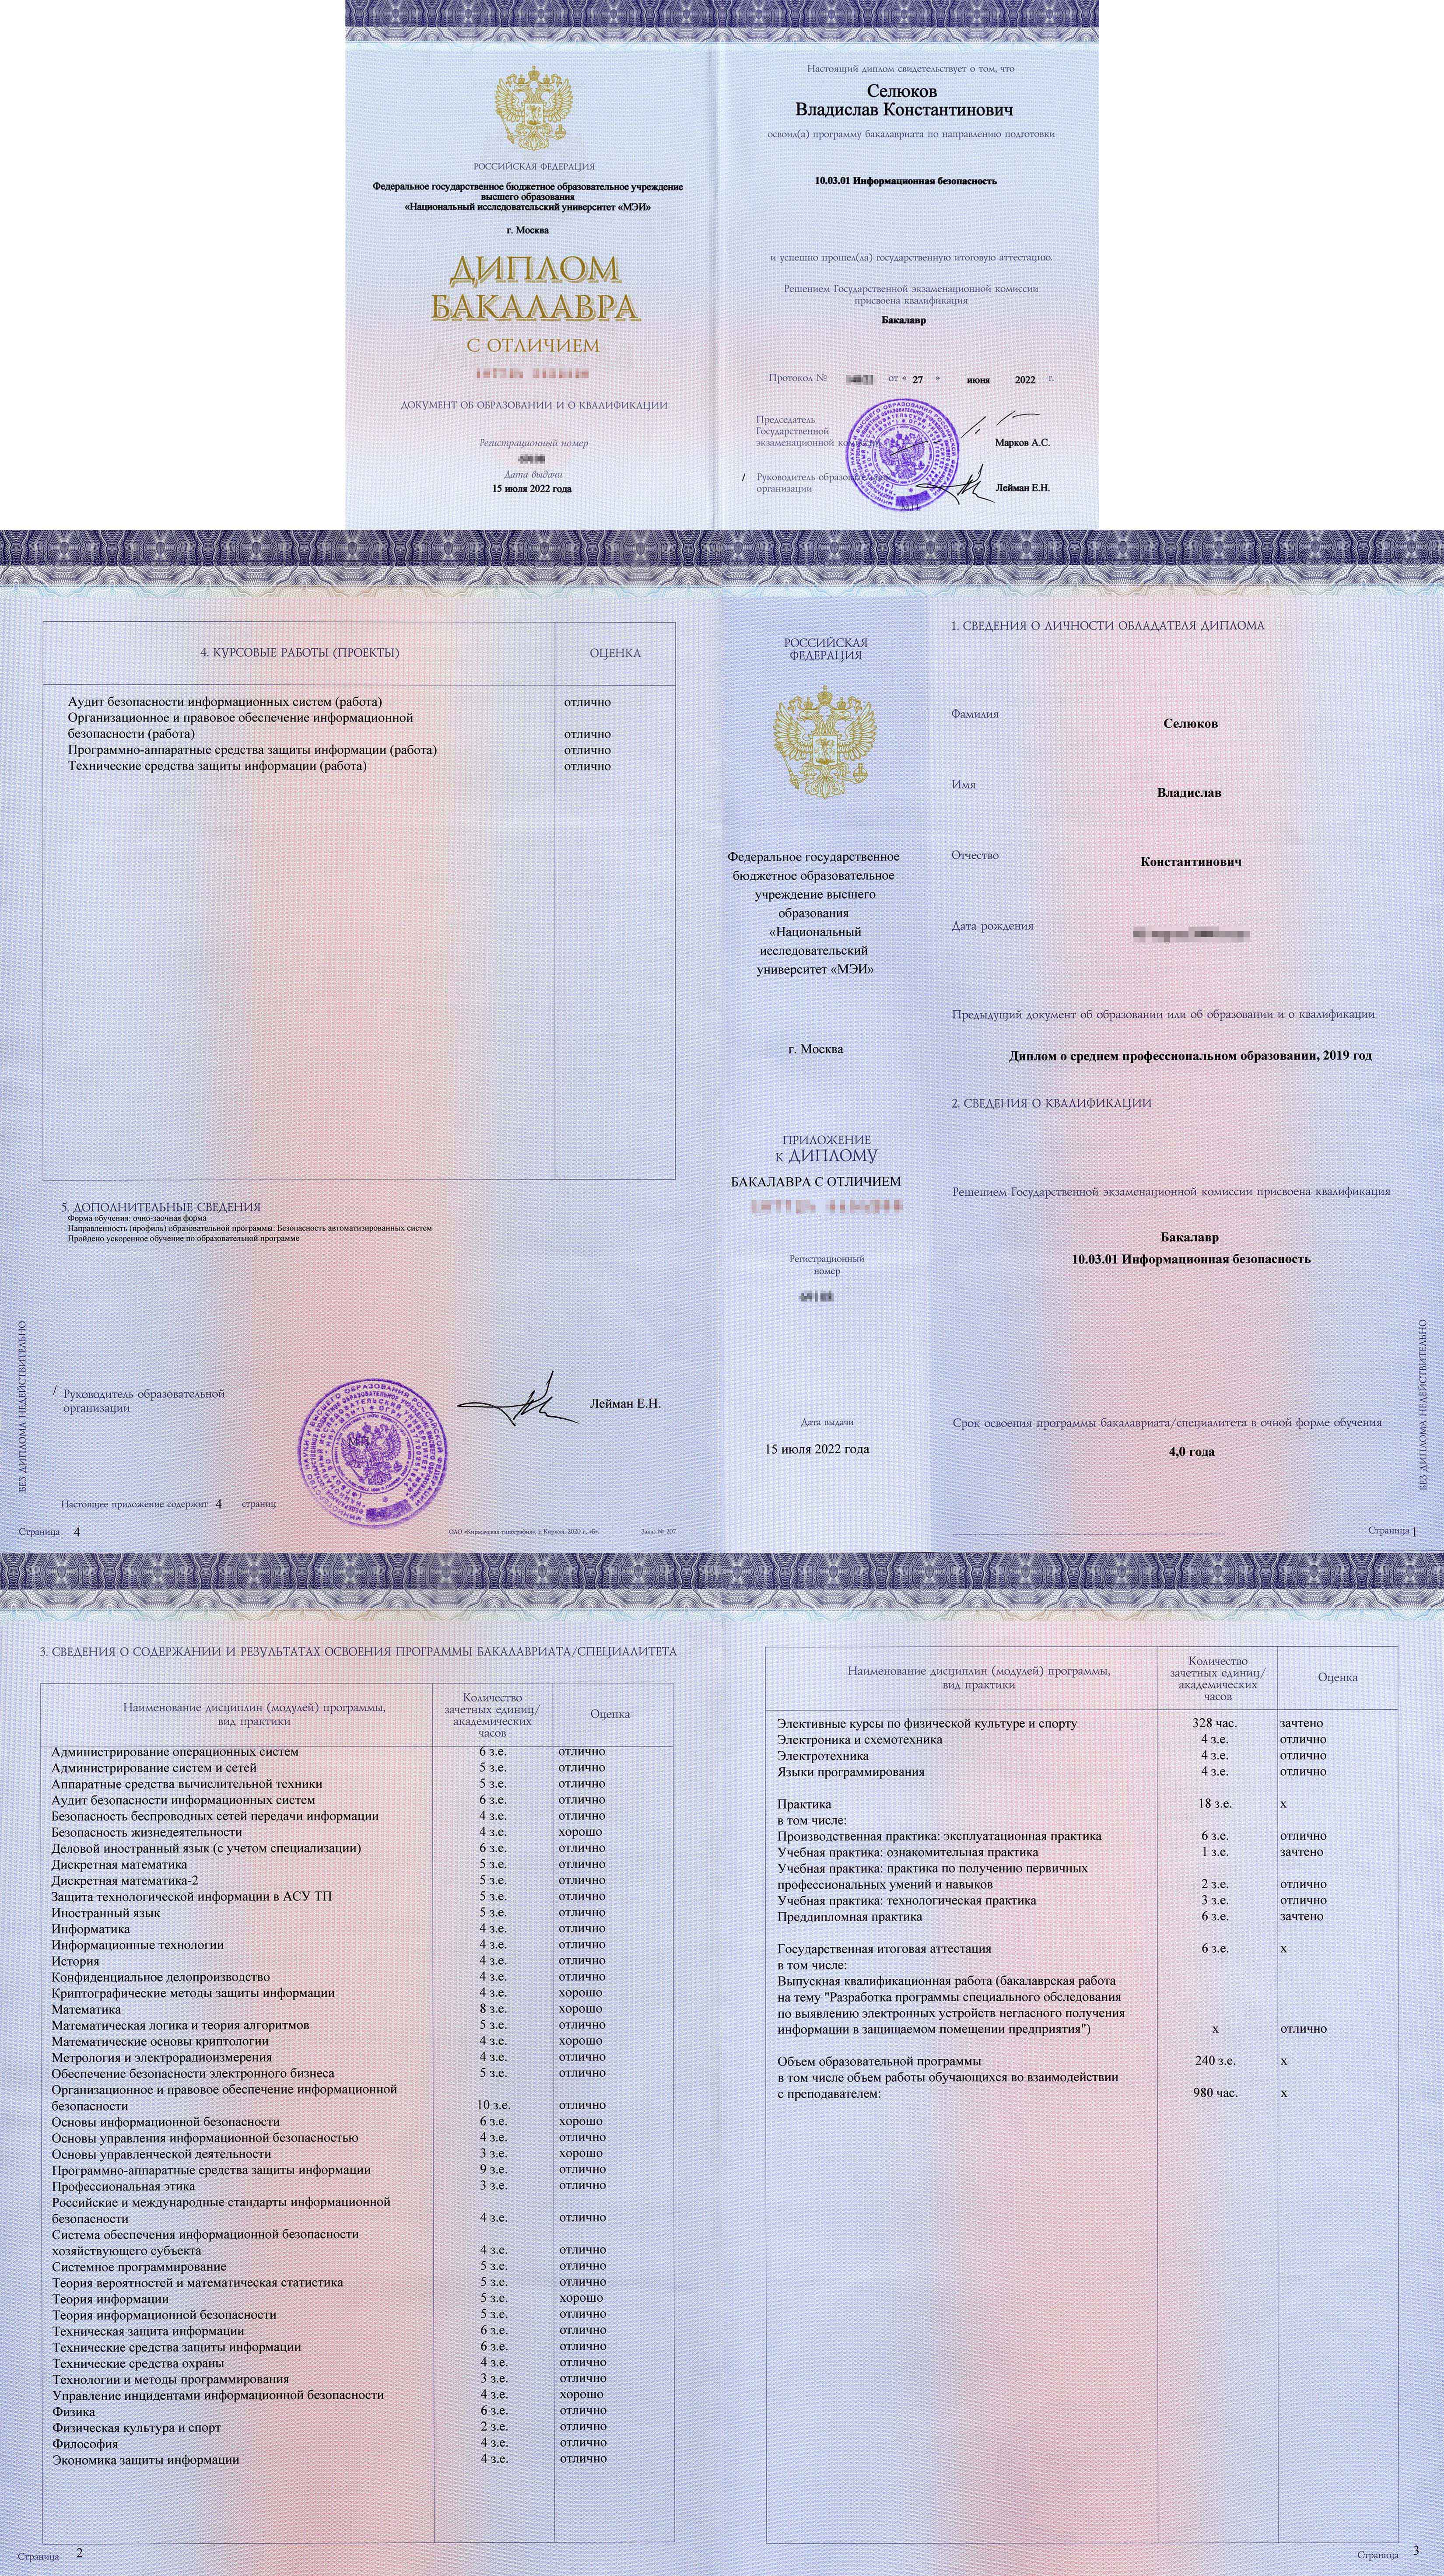 РОССИЙСКАЯ ФЕДЕРАЦИЯ
Федеральное государственное бюджетное образовательное учреждение
высшего образования
«Национальный исследовательский университет «МЭИ»
г. Москва
ДИПЛОМ
БАКАЛАВРА
С ОТЛИЧИЕМ
ДОКУМЕНТ ОБ ОБРАЗОВАНИИ И О КВАЛИФИКАЦИИ
Регистрационный номер
Дата выдачи
15 июля 2022 года
Настоящий диплом свидетельствует о том, что
Селюков
Владислав Константинович
освоил(а) программу бакалавриата по направлению подготовки
10.03.01 Информационная безопасность
и успешно прошел(ла) государственную итоговую аттестацию.
Решением Государственной экзаменационной комиссии
присвоена квалификация
Бакалавр
Протокол № от « 27 » июня 2022 г.
Председатель
Государственной
экзаменационной
Марков А.С.
/ Руководитель
организации
Лейман Е.Н.
4. КУРСОВЫЕ РАБОТЫ (ПРОЕКТЫ) ОЦЕНКА
Аудит безопасности информационных систем (работа) отлично
Организационное и правовое обеспечение информационной
безопасности (работа) отлично
Программно-аппаратные средства защиты информации (работа) отлично
Технические средства защиты информации (работа) отлично
5. ДОПОЛНИТЕЛЬНЫЕ СВЕДЕНИЯ
Форма обучения: очно-заочная форма
Направленность (профиль) образовательной программы: Безопасность автоматизированных систем
Пройдено ускоренное обучение по образовательной программе
/ Руководитель образовательной
организации
Лейман Е.Н.
Настоящее приложение содержит 4 страниц
Страница 4
ОАО «Киржачская типография», г. Киржач, 2020 г., «Б». Заказ № 207
БЕЗ ДИПЛОМА НЕДЕЙСТВИТЕЛЬНО
РОССИЙСКАЯ
ФЕДЕРАЦИЯ
Федеральное государственное
бюджетное образовательное
учреждение высшего
образования
«Национальный
исследовательский
университет «МЭИ»
г. Москва
ПРИЛОЖЕНИЕ
к ДИПЛОМУ
БАКАЛАВРА С ОТЛИЧИЕМ
Регистрационный
номер
Дата выдачи
15 июля 2022 года
1. СВЕДЕНИЯ О ЛИЧНОСТИ ОБЛАДАТЕЛЯ ДИПЛОМА
Фамилия
Селюков
Имя
Владислав
Отчество
Константинович
Дата рождения
Предыдущий документ об образовании или об образовании и о квалификации
Диплом о среднем профессиональном образовании, 2019 год
2. СВЕДЕНИЯ О КВАЛИФИКАЦИИ
Решением Государственной экзаменационной комиссии присвоена квалификация
Бакалавр
10.03.01 Информационная безопасность
Срок освоения программы бакалавриата/специалитета в очной форме обучения
4,0 года
БЕЗ ДИПЛОМА НЕДЕЙСТВИТЕЛЬНО
Страница 1
3. СВЕДЕНИЯ О СОДЕРЖАНИИ И РЕЗУЛЬТАТАХ ОСВОЕНИЯ ПРОГРАММЫ БАКАЛАВРИАТА/СПЕЦИАЛИТЕТА
Наименование дисциплин (модулей) программы,
вид практики
Количество
зачетных единиц/
академических
часов
Оценка
Администрирование операционных систем 6 з.е. отлично
Администрирование систем и сетей 5 з.е. отлично
Аппаратные средства вычислительной техники 5 з.е. отлично
Аудит безопасности информационных систем 6 з.е. отлично
Безопасность беспроводных сетей передачи информации 4 з.е. отлично
Безопасность жизнедеятельности 4 з.е. хорошо
Деловой иностранный язык (с учетом специализации) 6 з.е. отлично
Дискретная математика 5 з.е. отлично
Дискретная математика-2 5 з.е. отлично
Защита технологической информации в АСУ ТП 5 з.е. отлично
Иностранный язык 5 з.е. отлично
Информатика 4 з.е. отлично
Информационные технологии 4 з.е. отлично
История 4 з.е. отлично
Конфиденциальное делопроизводство 4 з.е. отлично
Криптографические методы защиты информации 4 з.е. хорошо
Математика 8 з.е. хорошо
Математическая логика и теория алгоритмов 5 з.е. отлично
Математические основы криптологии 4 з.е. хорошо
Метрология и электрорадиоизмерения 4 з.е. отлично
Обеспечение безопасности электронного бизнеса 5 з.е. отлично
Организационное и правовое обеспечение информационной
безопасности 10 з.е. отлично
Основы информационной безопасности 6 з.е. хорошо
Основы управления информационной безопасностью 4 з.е. отлично
Основы управленческой деятельности 3 з.е. хорошо
Программно-аппаратные средства защиты информации 9 з.е. отлично
Профессиональная этика 3 з.е. отлично
Российские и международные стандарты информационной
безопасности 4 з.е. отлично
Система обеспечения информационной безопасности
хозяйствующего субъекта 4 з.е. отлично
Системное программирование 5 з.е. отлично
Теория вероятностей и математическая статистика 5 з.е. отлично
Теория информации 5 з.е. хорошо
Теория информационной безопасности 5 з.е. отлично
Техническая защита информации 6 з.е. отлично
Технические средства защиты информации 6 з.е. отлично
Технические средства охраны 4 з.е. отлично
Технологии и методы программирования 3 з.е. отлично
Управление инцидентами информационной безопасности 4 з.е. хорошо
Физика 6 з.е. отлично
Физическая культура и спорт 2 з.е. отлично
Философия 4 з.е. отлично
Экономика защиты информации 4 з.е. отлично
Страница 2
Наименование дисциплин (модулей) программы,
вид практики
Количество
зачетных единиц/
академических
часов
Оценка
Элективные курсы по физической культуре и спорту 328 час. зачтено
Электроника и схемотехника 4 з.е. отлично
Электротехника 4 з.е. отлично
Языки программирования 4 з.е. отлично
Практика 18 з.е. х
в том числе:
Производственная практика: эксплуатационная практика 6 з.е. отлично
Учебная практика: ознакомительная практика 1 з.е. зачтено
Учебная практика: практика по получению первичных
профессиональных умений и навыков 2 з.е. отлично
Учебная практика: технологическая практика 3 з.е. отлично
Преддипломная практика 6 з.е. зачтено
Государственная итоговая аттестация 6 з.е. х
в том числе:
Выпускная квалификационная работа (бакалаврская работа
на тему "Разработка программы специального обследования
по выявлению электронных устройств негласного получения
информации в защищаемом помещении предприятия") х отлично
Объем образовательной программы 240 з.е. х
в том числе объем работы обучающихся во взаимодействии
с преподавателем: 980 час. х
Страница 3